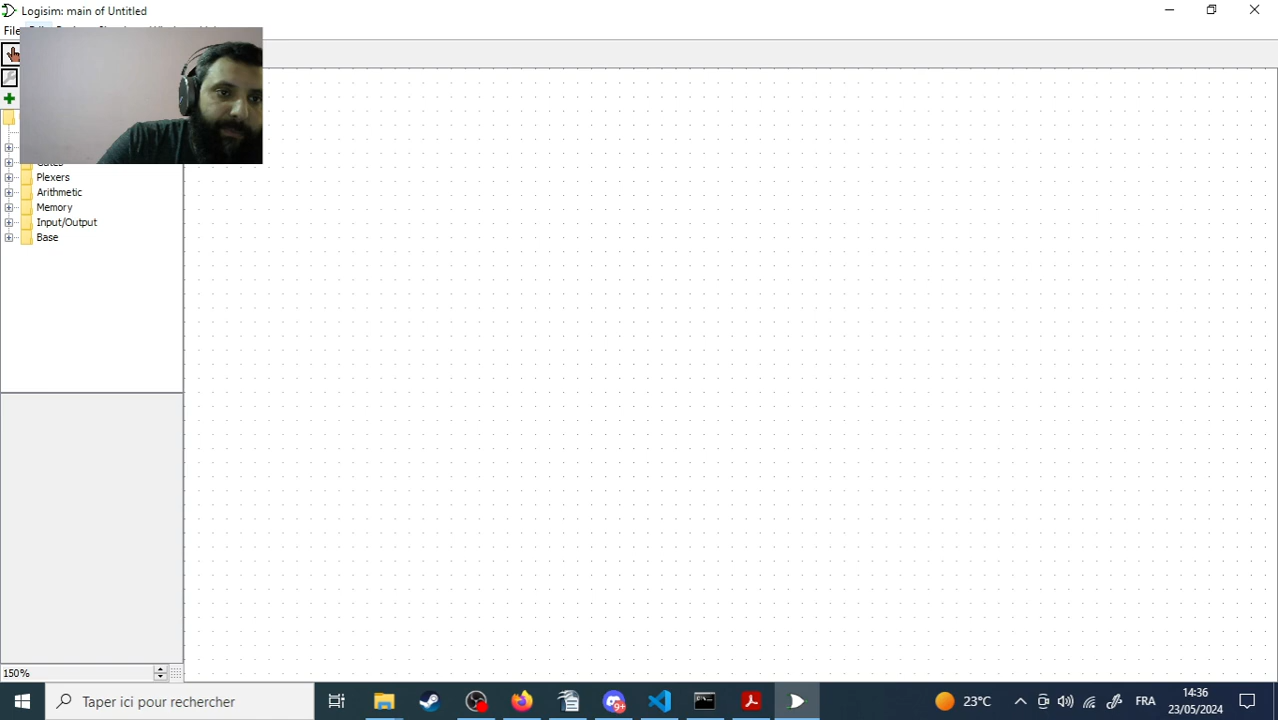 Logisim: main of Untitled
File
Plexers
Arithmetic
Memory
Input/Output
Base
150%
Taper ici pour rechercher
9+
23°C
FRA
14:36
23/05/2024